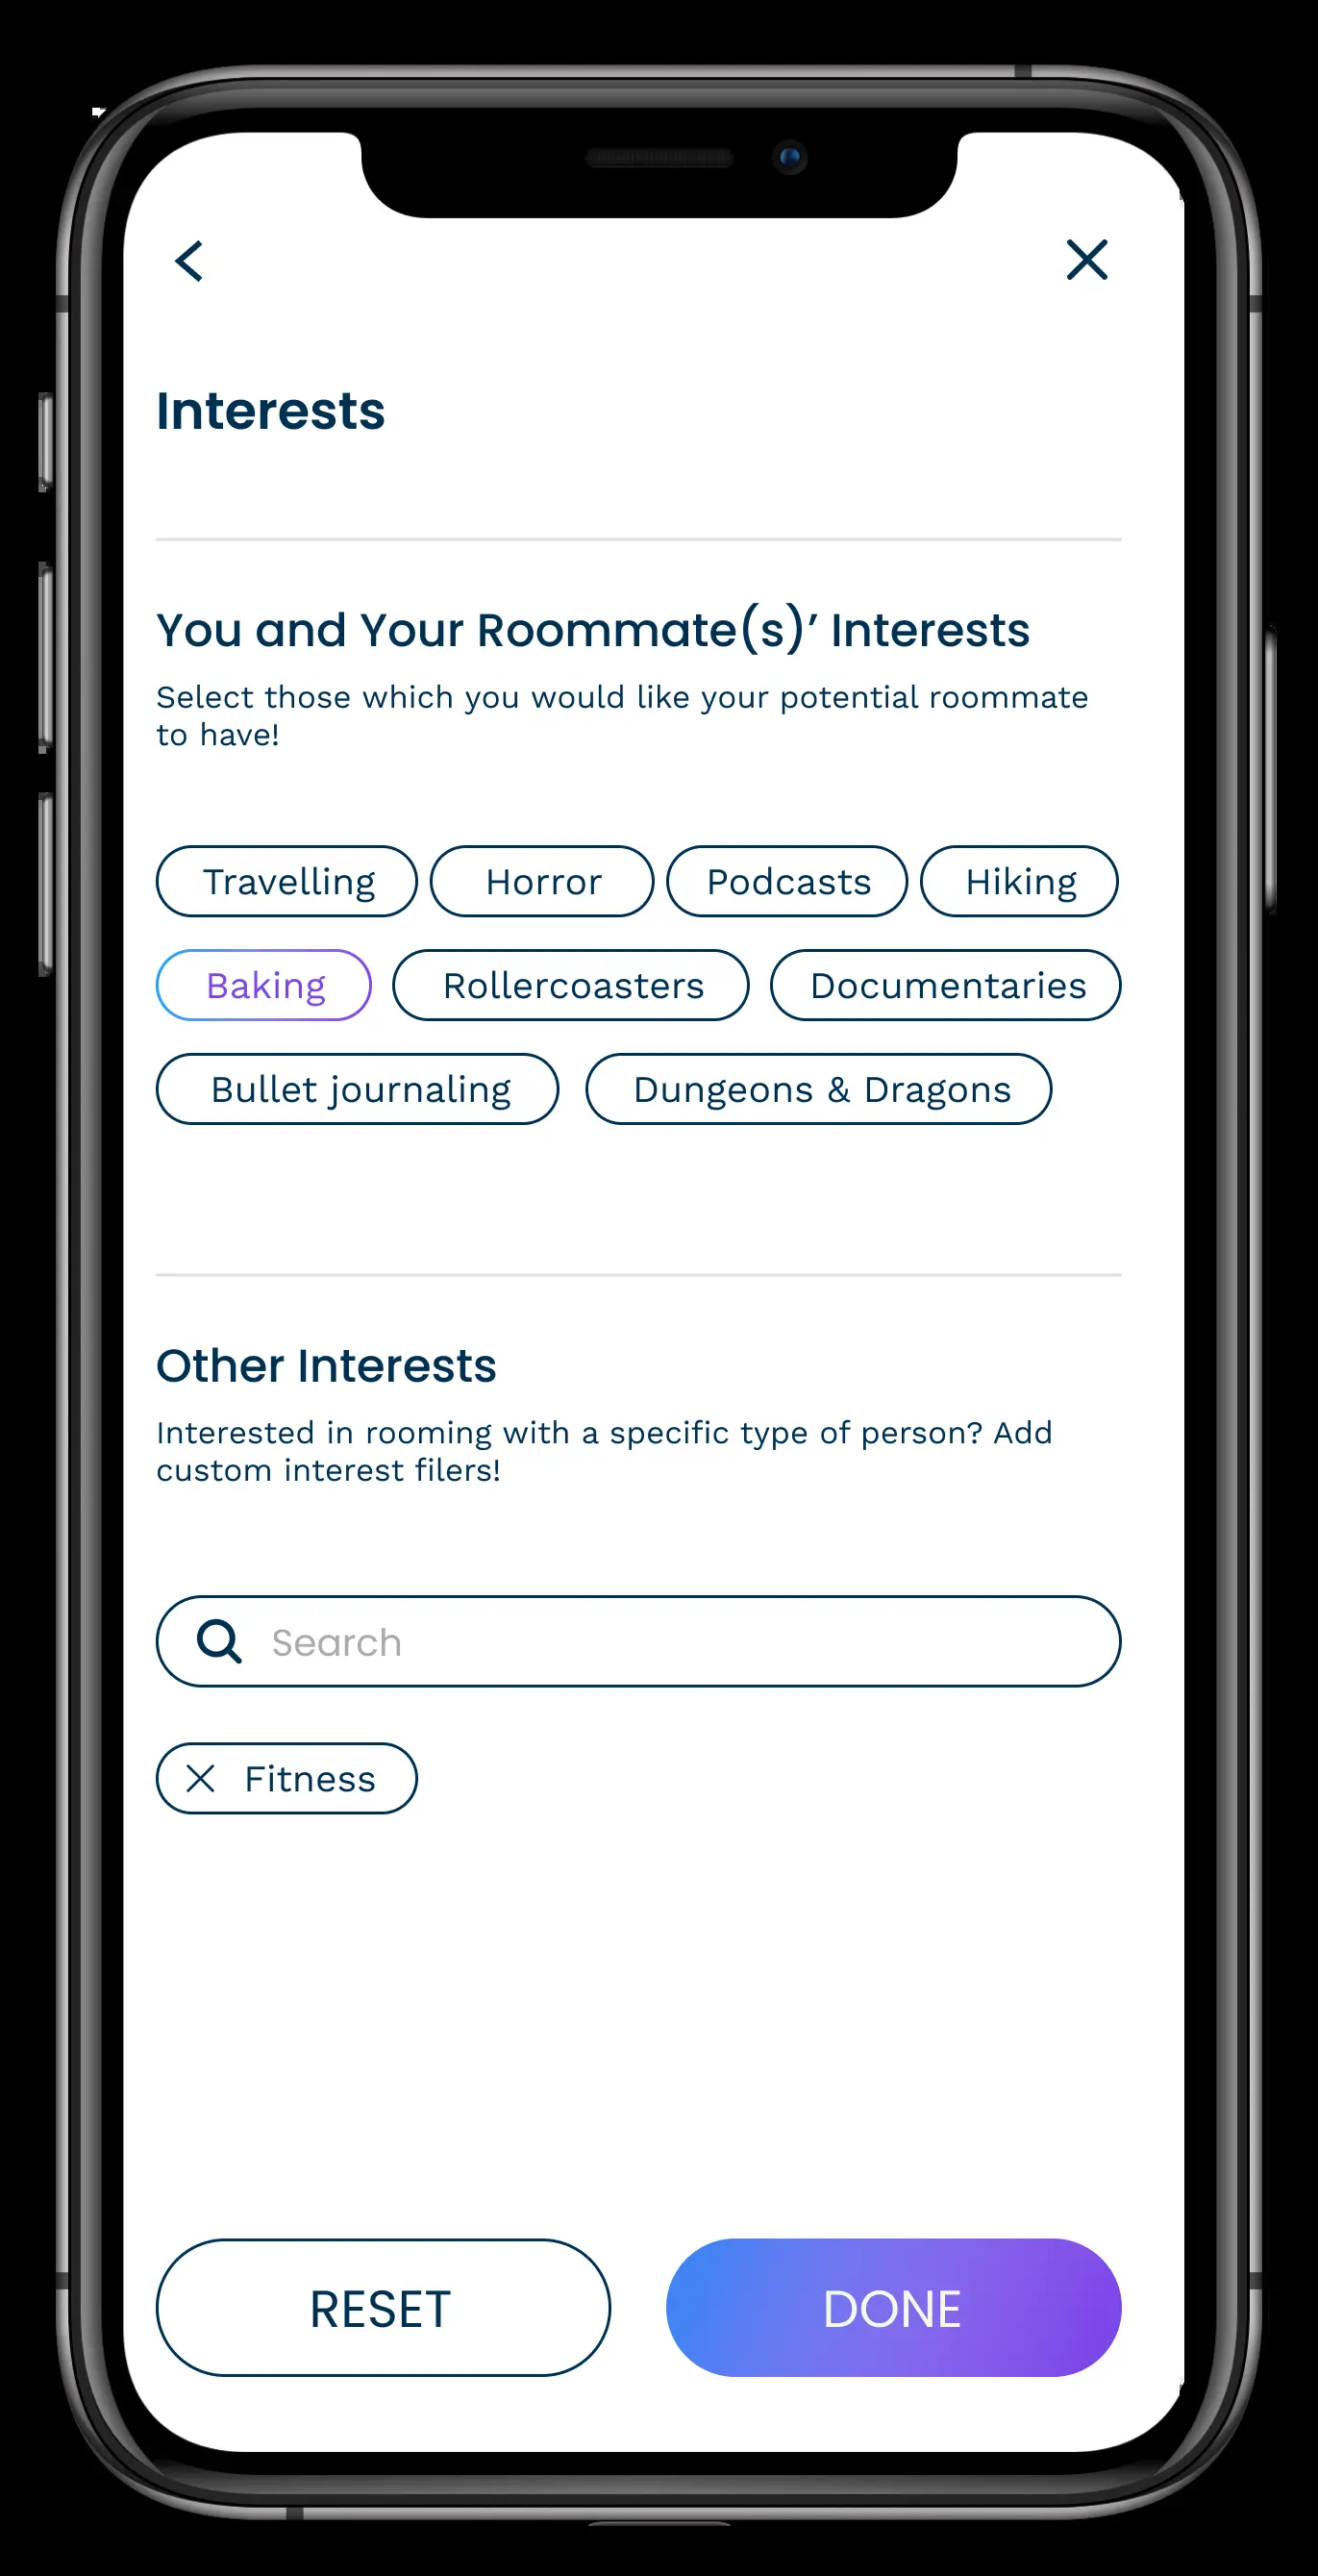 Interests
You and Your Roommate(s)’ Interests
Select those which you would like your potential roommate
to have!
Travelling Horror Podcasts Hiking
Baking Rollercoasters Documentaries
Bullet journaling Dungeons & Dragons
Other Interests
Interested in rooming with a specific type of person? Add
custom interest filers!
Search
Fitness
RESET DONE